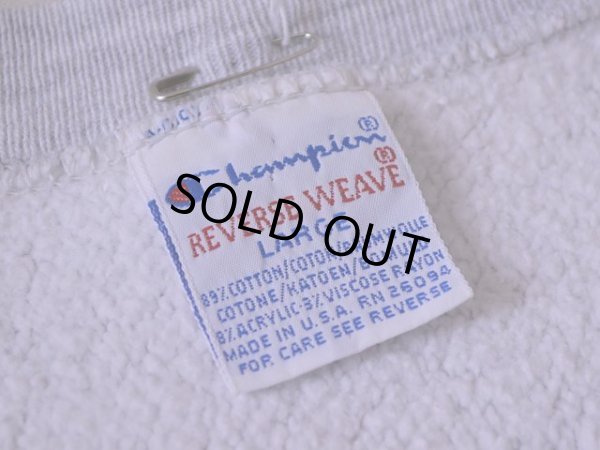 Champion®
REVERSE WEAVE®
LARGE
SOLD OUT
89% COTTON/COTON/
COTONE/KATOEN/
8% ACRYLIC-3% VISCOSE RAYON
MADE IN U.S.A. RN 26094
FOR CARE SEE REVERSE